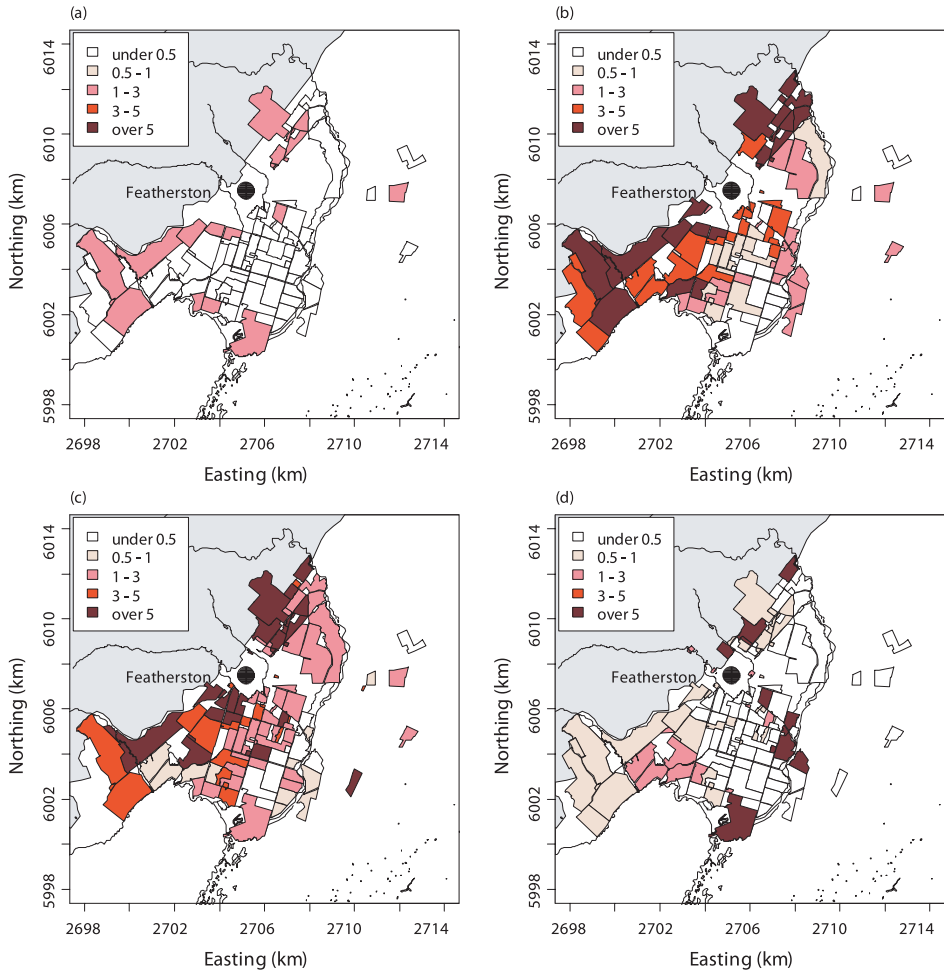 (a)
under 0.5
0.5 - 1
1 - 3
3 - 5
over 5
Featherston
Northing (km)
6014
6010
6006
6002
5998
2698
2702
2706
2710
2714
Easting (km)
(b)
under 0.5
0.5 - 1
1 - 3
3 - 5
over 5
Featherston
Northing (km)
6014
6010
6006
6002
5998
2698
2702
2706
2710
2714
Easting (km)
(c)
under 0.5
0.5 - 1
1 - 3
3 - 5
over 5
Featherston
Northing (km)
6014
6010
6006
6002
5998
2698
2702
2706
2710
2714
Easting (km)
(d)
under 0.5
0.5 - 1
1 - 3
3 - 5
over 5
Featherston
Northing (km)
6014
6010
6006
6002
5998
2698
2702
2706
2710
2714
Easting (km)